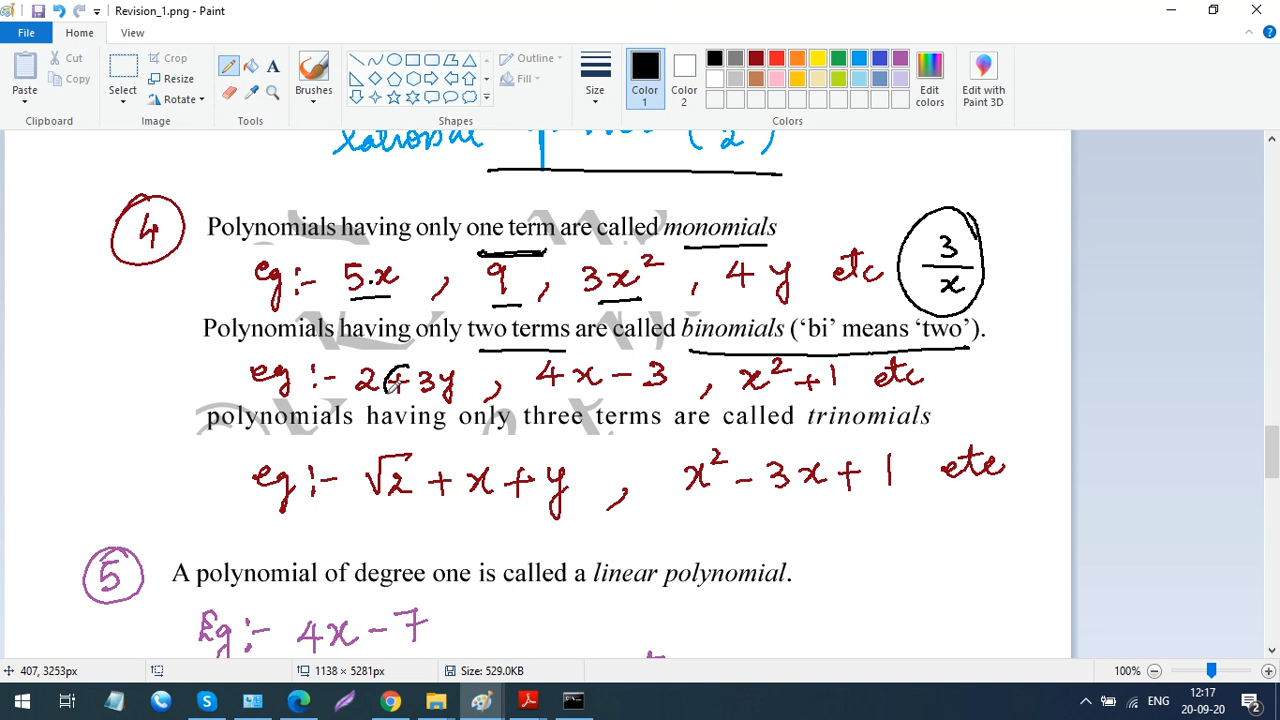 Revision_1.png - Paint
File Home View
Paste Cut Copy Select Crop Resize Rotate A Brushes Outline Fill Size Color 1 Color 2 Edit colors Edit with Paint 3D
Clipboard Image Tools Shapes Colors
rational
2
4 Polynomials having only one term are called monomials
eg :- 5.x , 9 , 3x² , 4y etc 3/x
Polynomials having only two terms are called binomials (‘bi’ means ‘two’).
eg :- 2+3y , 4x-3 , x²+1 etc
polynomials having only three terms are called trinomials
eg :- √2 + x + y , x² - 3x + 1 etc
5 A polynomial of degree one is called a linear polynomial.
Eg :- 4x - 7
407, 3253px 1138 × 5281px Size: 529.0KB 100%
ENG 12:17
20-09-20 2